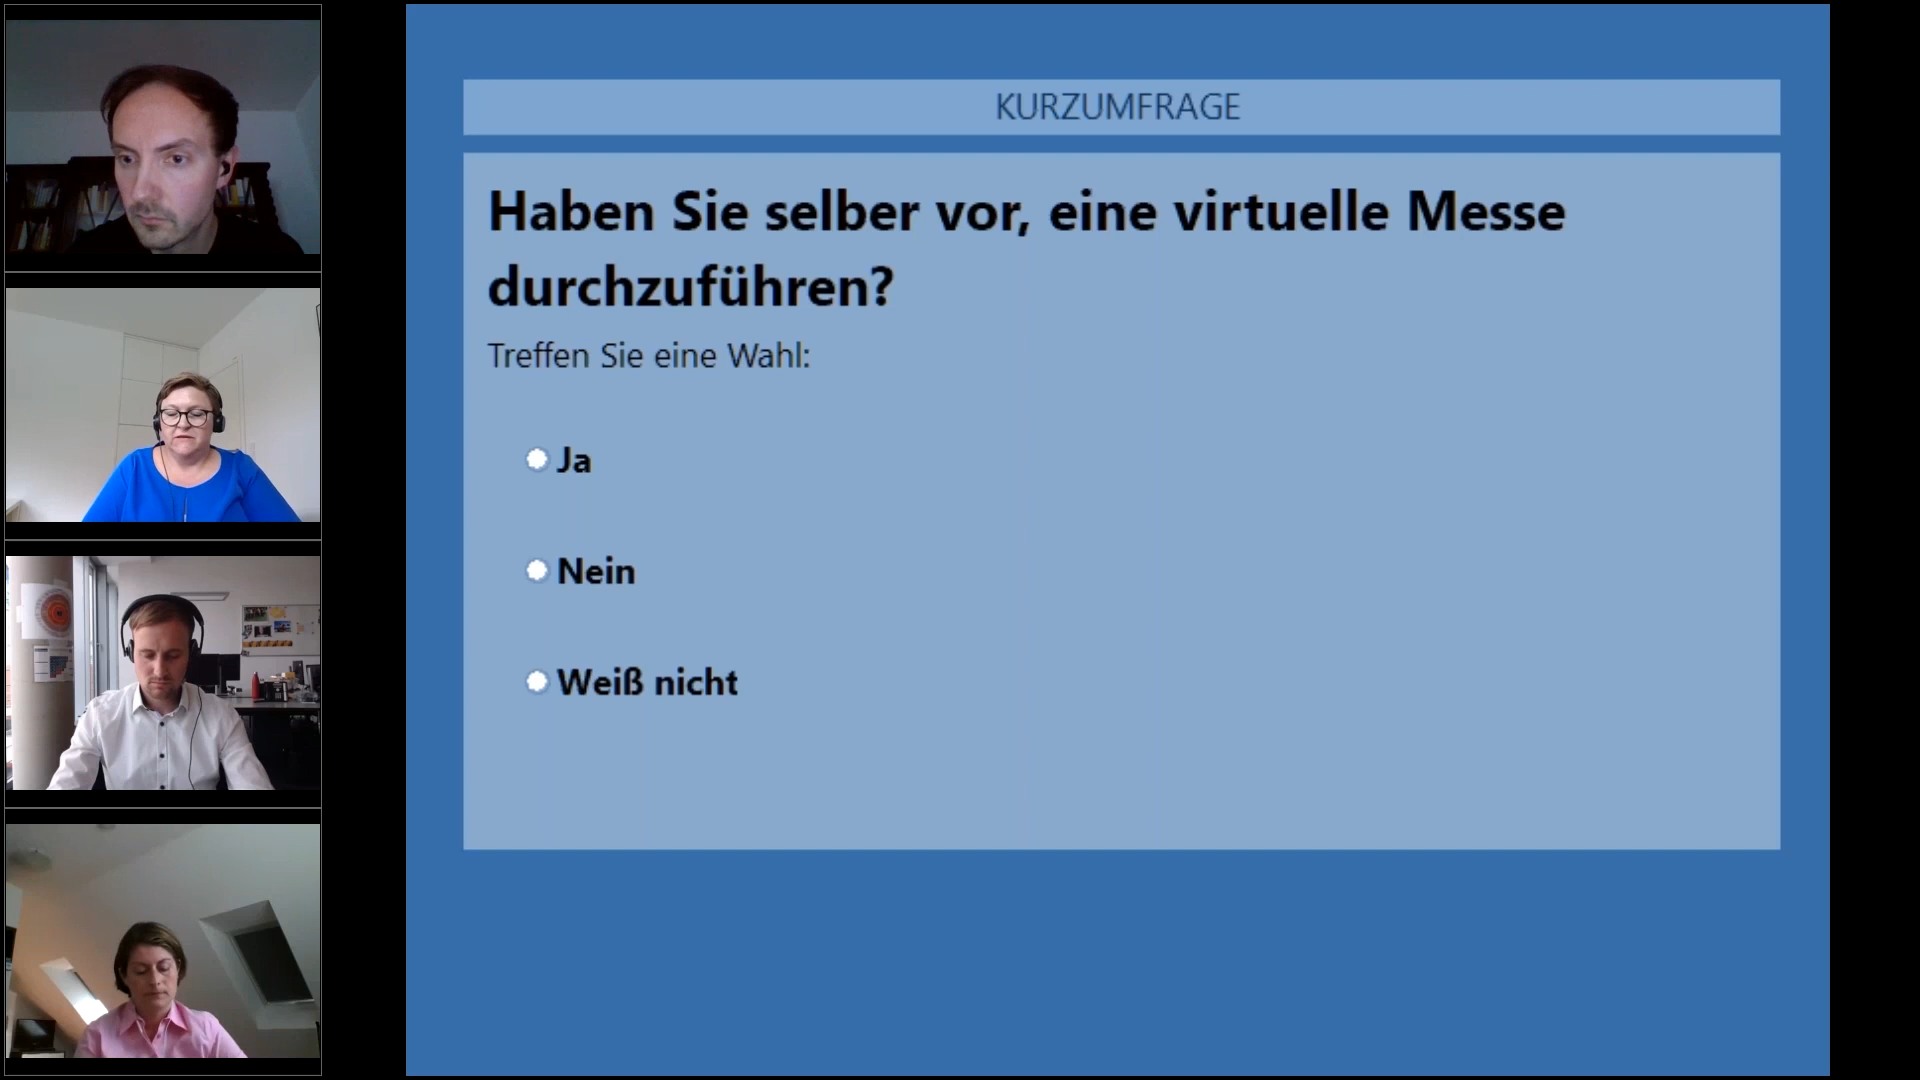 KURZUMFRAGE
Haben Sie selber vor, eine virtuelle Messe
durchzuführen?
Treffen Sie eine Wahl:
Ja
Nein
Weiß nicht